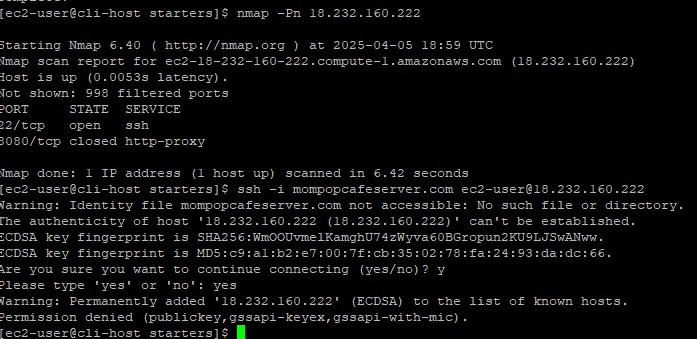 [ec2-user@cli-host starters]$ nmap -Pn 18.232.160.222
Starting Nmap 6.40 ( http://nmap.org ) at 2025-04-05 18:59 UTC
Nmap scan report for ec2-18-232-160-222.compute-1.amazonaws.com (18.232.160.222)
Host is up (0.0053s latency).
Not shown: 998 filtered ports
PORT     STATE  SERVICE
22/tcp   open   ssh
8080/tcp closed http-proxy
Nmap done: 1 IP address (1 host up) scanned in 6.42 seconds
[ec2-user@cli-host starters]$ ssh -i mompopcafeserver.com ec2-user@18.232.160.222
Warning: Identity file mompopcafeserver.com not accessible: No such file or directory.
The authenticity of host '18.232.160.222 (18.232.160.222)' can't be established.
ECDSA key fingerprint is SHA256:WmOOUvmelKamghU74zWyva60BGropun2KU9LJSwANww.
ECDSA key fingerprint is MD5:c9:a1:b2:e7:00:7f:cb:35:02:78:fa:24:93:da:dc:66.
Are you sure you want to continue connecting (yes/no)? y
Please type 'yes' or 'no': yes
Warning: Permanently added '18.232.160.222' (ECDSA) to the list of known hosts.
Permission denied (publickey,gssapi-keyex,gssapi-with-mic).
[ec2-user@cli-host starters]$